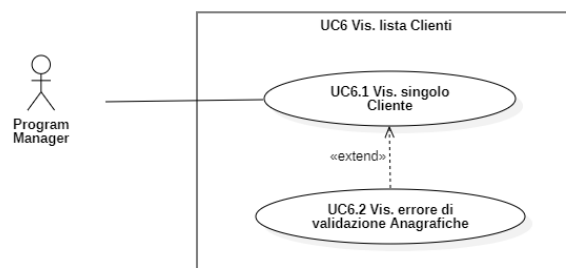 UC6 Vis. lista Clienti
UC6.1 Vis. singolo
Cliente
Program
Manager
«extend»
UC6.2 Vis. errore di
validazione Anagrafiche